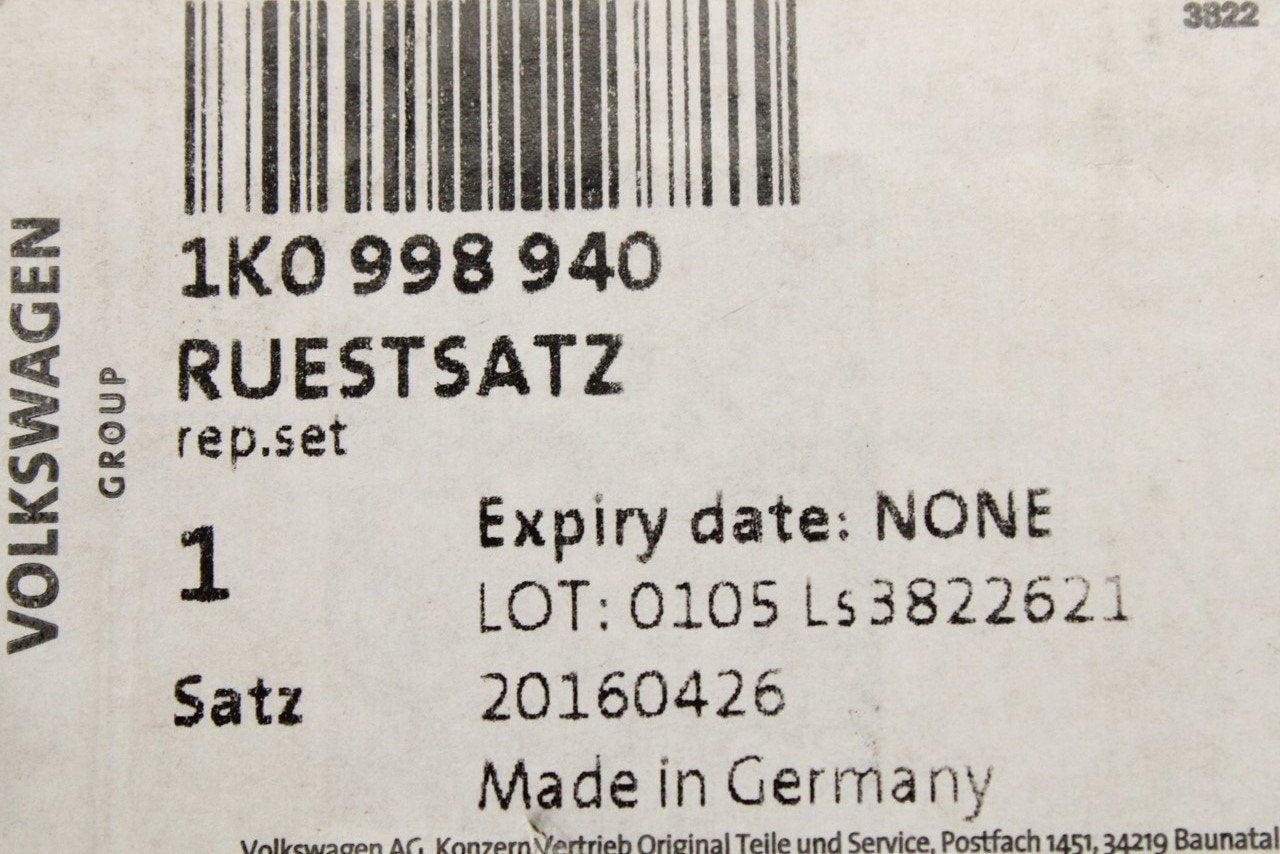 3822
VOLKSWAGEN
GROUP
1K0 998 940
RUESTSATZ
rep.set
1
Expiry date: NONE
LOT: 0105 Ls3822621
Satz
20160426
Made in Germany
Volkswagen AG, Konzern Vertrieb Original Teile und Service, Postfach 1451, 34219 Baunatal